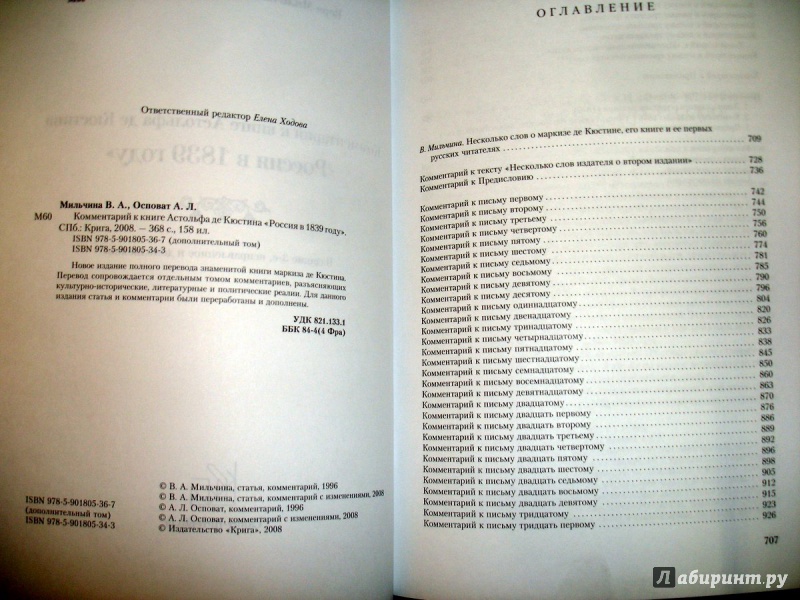 Ответственный редактор Елена Ходова
Мильчина В. А., Осповат А. Л.
М60 Комментарий к книге Астольфа де Кюстина «Россия в 1839 году».
СПб.: Крига, 2008. — 368 с., 158 ил.
ISBN 978-5-901805-36-7 (дополнительный том)
ISBN 978-5-901805-34-3
Новое издание полного перевода знаменитой книги маркиза де Кюстина.
Перевод сопровождается отдельным томом комментариев, разъясняющих
культурно-исторические, литературные и политические реалии. Для данного
издания статья и комментарии были переработаны и дополнены.
УДК 821.133.1
ББК 84-4(4 Фра)
ISBN 978-5-901805-36-7
(дополнительный том)
ISBN 978-5-901805-34-3
© В. А. Мильчина, статья, комментарий, 1996
© В. А. Мильчина, статья, комментарий с изменениями, 2008
© А. Л. Осповат, комментарий, 1996
© А. Л. Осповат, комментарий с изменениями, 2008
© Издательство «Крига», 2008
ОГЛАВЛЕНИЕ
В. Мильчина. Несколько слов о маркизе де Кюстине, его книге и ее первых
русских читателях 709
Комментарий к тексту «Несколько слов издателя о втором издании» 728
Комментарий к Предисловию 736
Комментарий к письму первому 742
Комментарий к письму второму 744
Комментарий к письму третьему 750
Комментарий к письму четвертому 756
Комментарий к письму пятому 760
Комментарий к письму шестому 774
Комментарий к письму седьмому 781
Комментарий к письму восьмому 785
Комментарий к письму девятому 790
Комментарий к письму десятому 796
Комментарий к письму одиннадцатому 804
Комментарий к письму двенадцатому 820
Комментарий к письму тринадцатому 826
Комментарий к письму четырнадцатому 833
Комментарий к письму пятнадцатому 838
Комментарий к письму шестнадцатому 845
Комментарий к письму семнадцатому 850
Комментарий к письму восемнадцатому 860
Комментарий к письму девятнадцатому 863
Комментарий к письму двадцатому 870
Комментарий к письму двадцать первому 876
Комментарий к письму двадцать второму 886
Комментарий к письму двадцать третьему 889
Комментарий к письму двадцать четвертому 892
Комментарий к письму двадцать пятому 896
Комментарий к письму двадцать шестому 898
Комментарий к письму двадцать седьмому 905
Комментарий к письму двадцать восьмому 912
Комментарий к письму двадцать девятому 915
Комментарий к письму тридцатому 923
Комментарий к письму тридцать первому 926
707
Лабиринт.ру